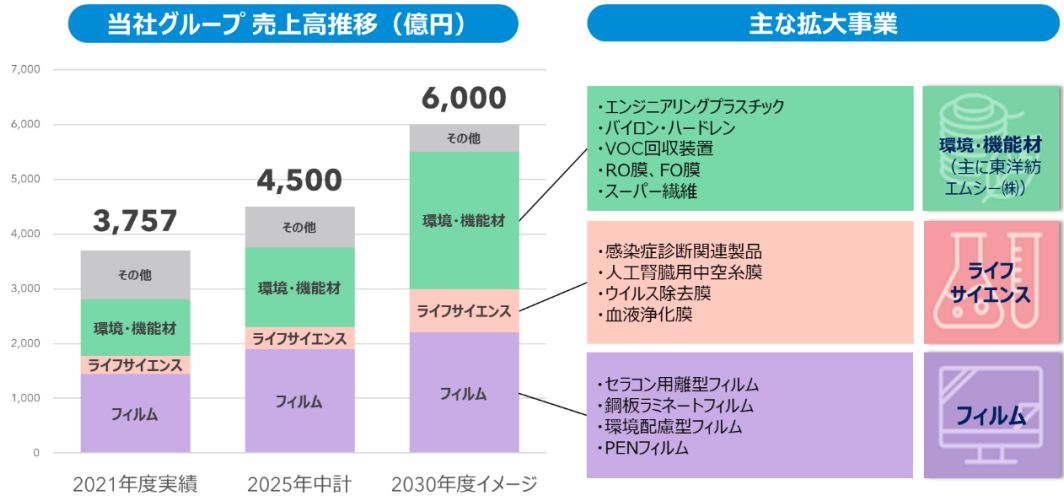 当社グループ 売上高推移（億円）
7,000
6,000
5,000
4,000
3,000
2,000
1,000
0
3,757
その他
環境・機能材
ライフサイエンス
フィルム
2021年度実績
4,500
その他
環境・機能材
ライフサイエンス
フィルム
2025年中計
6,000
その他
環境・機能材
ライフサイエンス
フィルム
2030年度イメージ
主な拡大事業
・エンジニアリングプラスチック
・バイロン・ハードレン
・VOC回収装置
・RO膜、FO膜
・スーパー繊維
環境・機能材
（主に東洋紡
エムシー㈱）
・感染症診断関連製品
・人工腎臓用中空糸膜
・ウイルス除去膜
・血液浄化膜
ライフ
サイエンス
・セラコン用離型フィルム
・鋼板ラミネートフィルム
・環境配慮型フィルム
・PENフィルム
フィルム